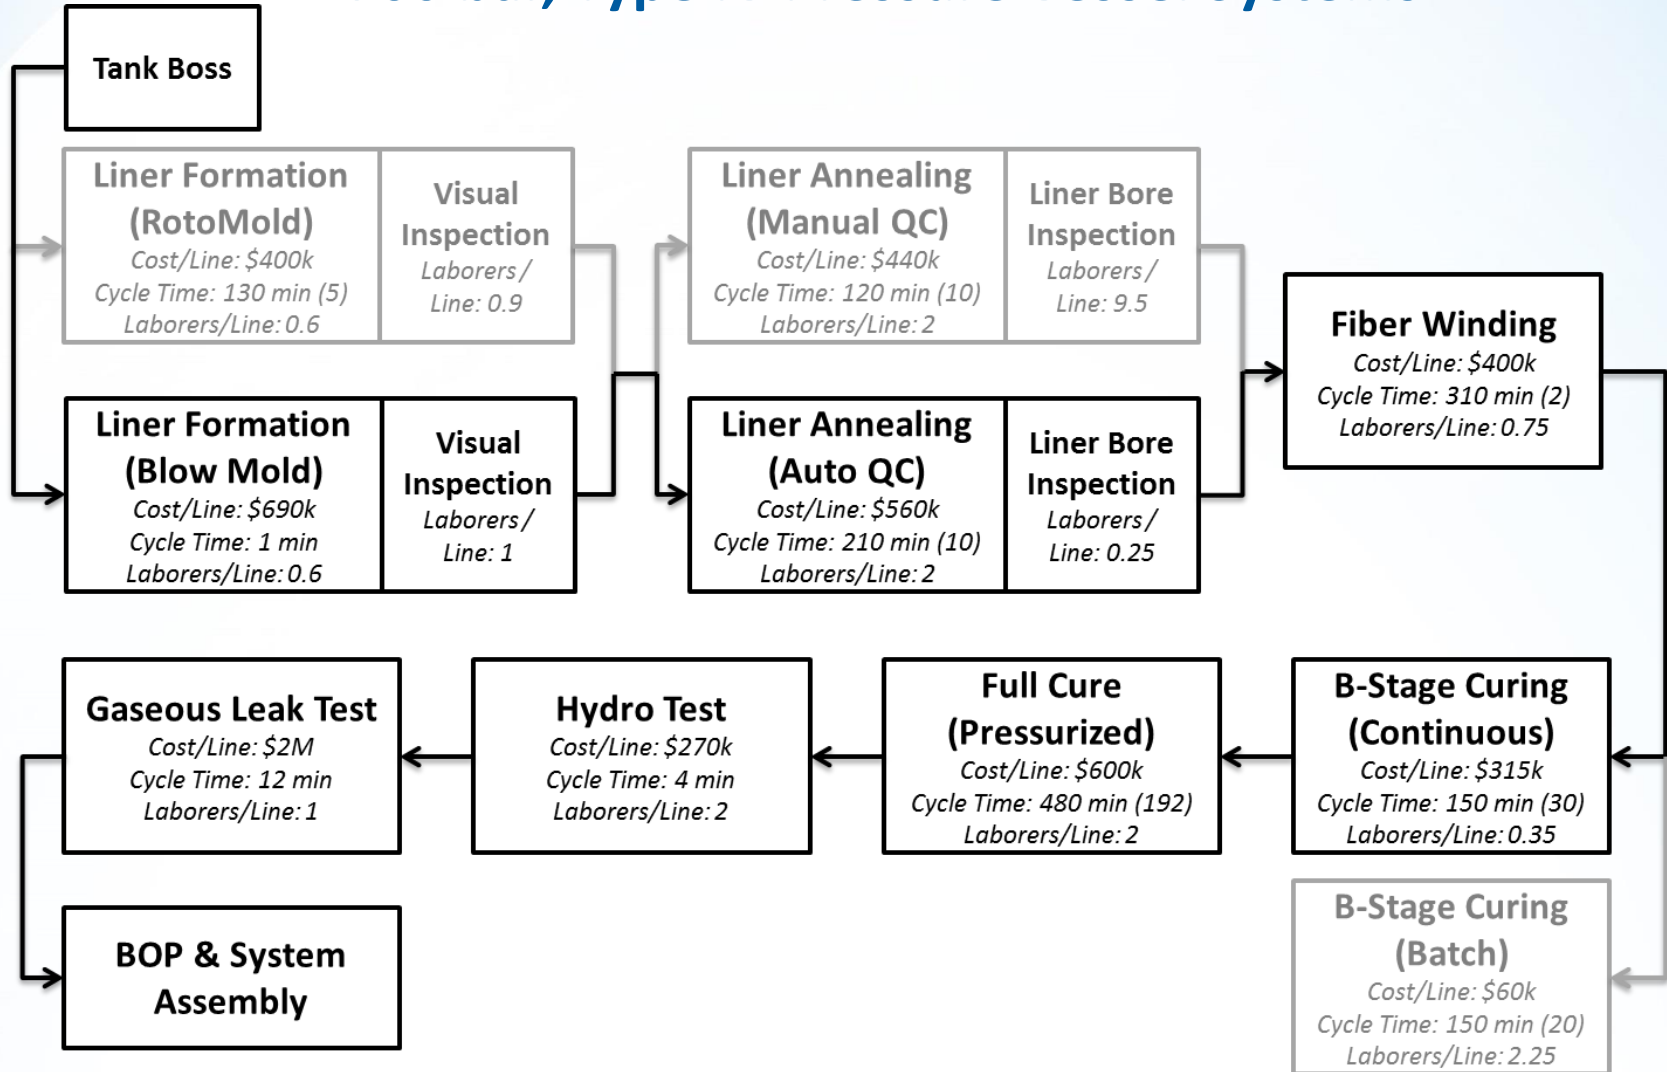 Tank Boss
Liner Formation
(RotoMold)
Cost/Line: $400k
Cycle Time: 130 min (5)
Laborers/Line: 0.6
Visual
Inspection
Laborers/
Line: 0.9
Liner Annealing
(Manual QC)
Cost/Line: $440k
Cycle Time: 120 min (10)
Laborers/Line: 2
Liner Bore
Inspection
Laborers/
Line: 9.5
Liner Formation
(Blow Mold)
Cost/Line: $690k
Cycle Time: 1 min
Laborers/Line: 0.6
Visual
Inspection
Laborers/
Line: 1
Liner Annealing
(Auto QC)
Cost/Line: $560k
Cycle Time: 210 min (10)
Laborers/Line: 2
Liner Bore
Inspection
Laborers/
Line: 0.25
Fiber Winding
Cost/Line: $400k
Cycle Time: 310 min (2)
Laborers/Line: 0.75
Gaseous Leak Test
Cost/Line: $2M
Cycle Time: 12 min
Laborers/Line: 1
Hydro Test
Cost/Line: $270k
Cycle Time: 4 min
Laborers/Line: 2
Full Cure
(Pressurized)
Cost/Line: $600k
Cycle Time: 480 min (192)
Laborers/Line: 2
B-Stage Curing
(Continuous)
Cost/Line: $315k
Cycle Time: 150 min (30)
Laborers/Line: 0.35
BOP & System
Assembly
B-Stage Curing
(Batch)
Cost/Line: $60k
Cycle Time: 150 min (20)
Laborers/Line: 2.25